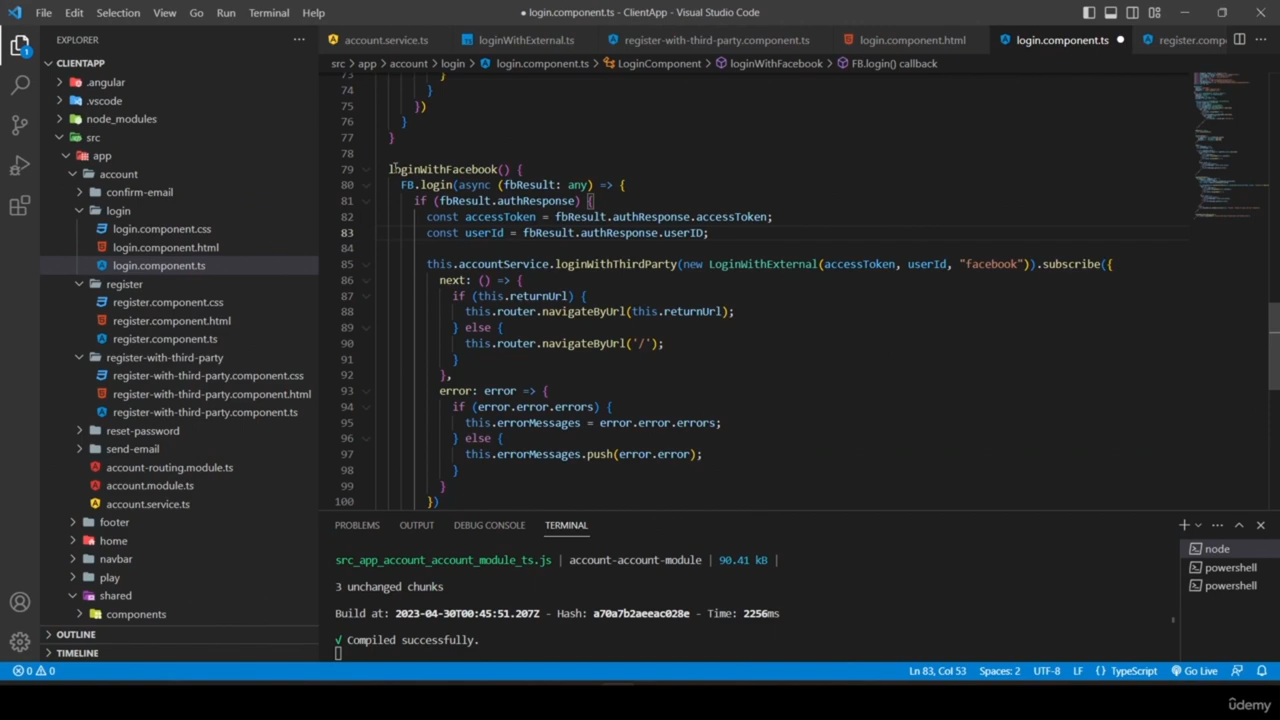 File Edit Selection View Go Run Terminal Help
● login.component.ts - ClientApp - Visual Studio Code
EXPLORER
CLIENTAPP
.angular
.vscode
node_modules
src
app
account
confirm-email
login
login.component.css
login.component.html
login.component.ts
register
register.component.css
register.component.html
register.component.ts
register-with-third-party
register-with-third-party.component.css
register-with-third-party.component.html
register-with-third-party.component.ts
reset-password
send-email
account-routing.module.ts
account.module.ts
account.service.ts
footer
home
navbar
play
shared
components
OUTLINE
TIMELINE
account.service.ts loginWithExternal.ts register-with-third-party.component.ts login.component.html login.component.ts ● register.comp
src > app > account > login > login.component.ts > LoginComponent > loginWithFacebook > FB.login() callback
73 }
74 }
75 })
76 }
77 }
78
79 loginWithFacebook() {
80 FB.login(async (fbResult: any) => {
81 if (fbResult.authResponse) {
82 const accessToken = fbResult.authResponse.accessToken;
83 const userId = fbResult.authResponse.userID;
84
85 this.accountService.loginWithThirdParty(new LoginWithExternal(accessToken, userId, "facebook")).subscribe({
86 next: () => {
87 if (this.returnUrl) {
88 this.router.navigateByUrl(this.returnUrl);
89 } else {
90 this.router.navigateByUrl('/');
91 }
92 },
93 error: error => {
94 if (error.error.errors) {
95 this.errorMessages = error.error.errors;
96 } else {
97 this.errorMessages.push(error.error);
98 }
99 }
100 })
PROBLEMS OUTPUT DEBUG CONSOLE TERMINAL
src_app_account_account_module_ts.js | account-account-module | 90.41 kB |
3 unchanged chunks
Build at: 2023-04-30T00:45:51.207Z - Hash: a70a7b2aeeac028e - Time: 2256ms
√ Compiled successfully.
node
powershell
powershell
0 0
Ln 83, Col 53 Spaces: 2 UTF-8 LF {} TypeScript Go Live
ûdemy